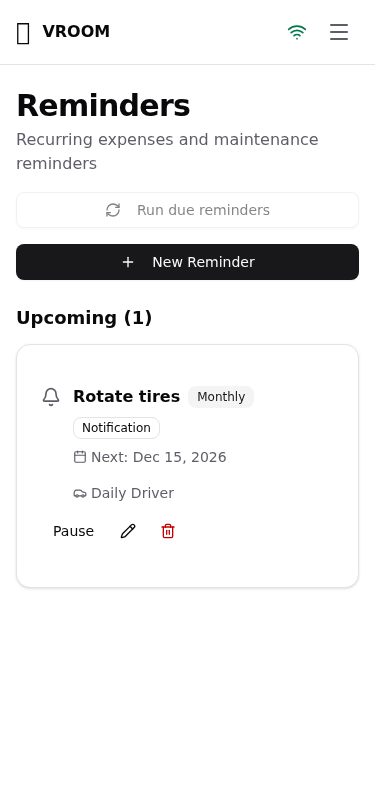 VROOM
Reminders
Recurring expenses and maintenance
reminders
Run due reminders
New Reminder
Upcoming (1)
Rotate tires Monthly
Notification
Next: Dec 15, 2026
Daily Driver
Pause